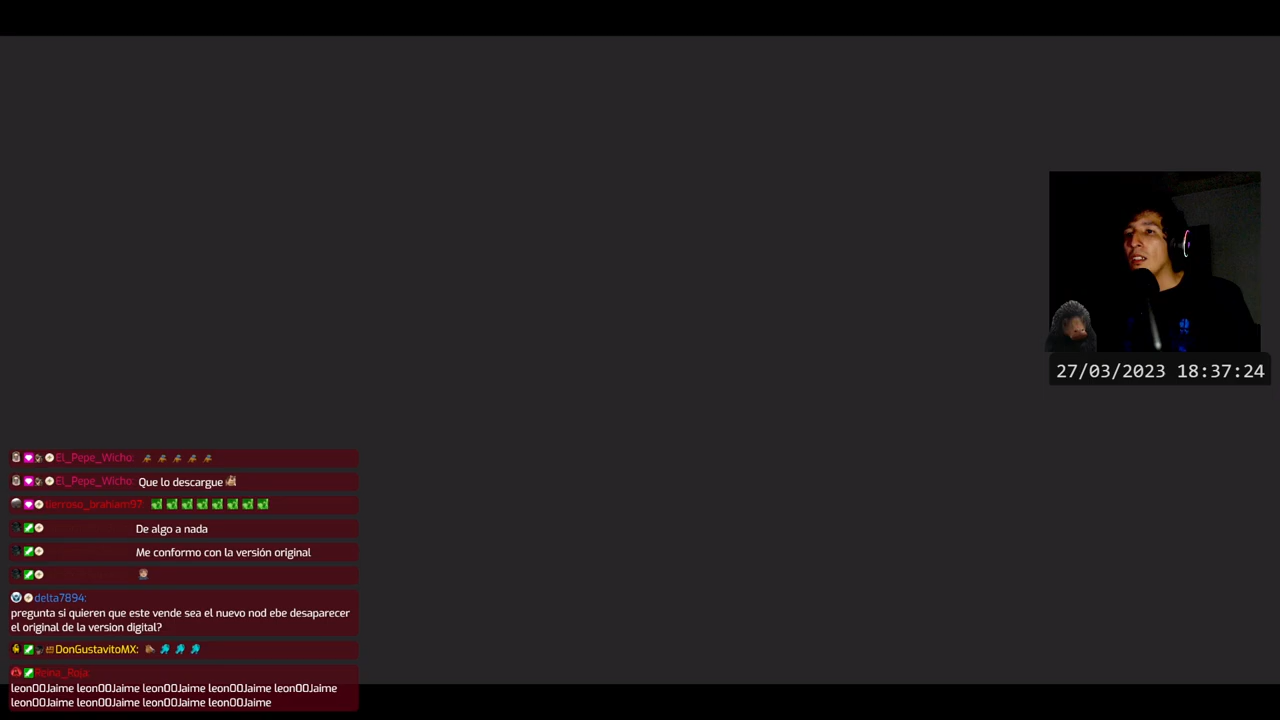 27/03/2023 18:37:24
El_Pepe_Wicho:
El_Pepe_Wicho: Que lo descargue
tierroso_brahiam97:
De algo a nada
Me conformo con la versión original
delta7894:
pregunta si quieren que este vende sea el nuevo nod ebe desaparecer
el original de la version digital?
DonGustavitoMX:
Reina_Roja:
leon00Jaime leon00Jaime leon00Jaime leon00Jaime leon00Jaime
leon00Jaime leon00Jaime leon00Jaime leon00Jaime